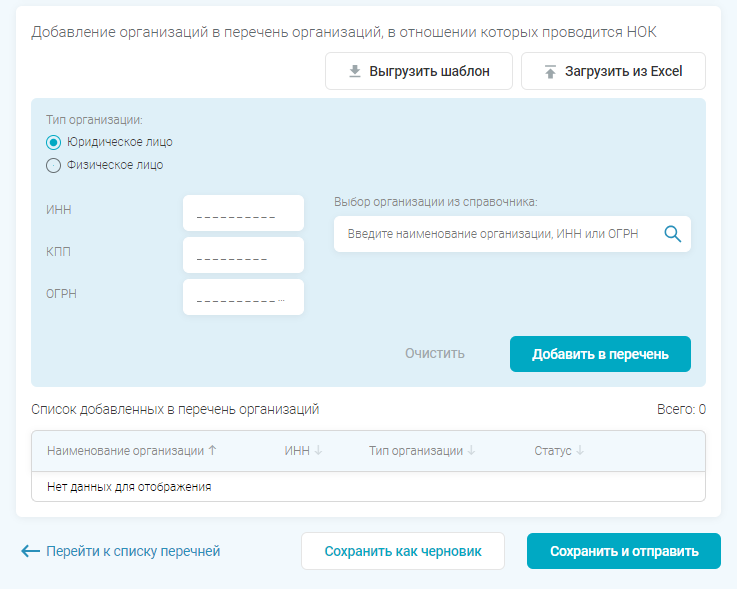 Добавление организаций в перечень организаций, в отношении которых проводится НОК
Выгрузить шаблон
Загрузить из Excel
Тип организации:
Юридическое лицо
Физическое лицо
ИНН
_ _ _ _ _ _ _ _ _ _
Выбор организации из справочника:
Введите наименование организации, ИНН или ОГРН
КПП
_ _ _ _ _ _ _ _ _
ОГРН
_ _ _ _ _ _ _ _ _ _ ...
Очистить
Добавить в перечень
Список добавленных в перечень организаций
Всего: 0
Наименование организации ↑ ИНН ↓ Тип организации ↓ Статус ↓
Нет данных для отображения
← Перейти к списку перечней
Сохранить как черновик
Сохранить и отправить